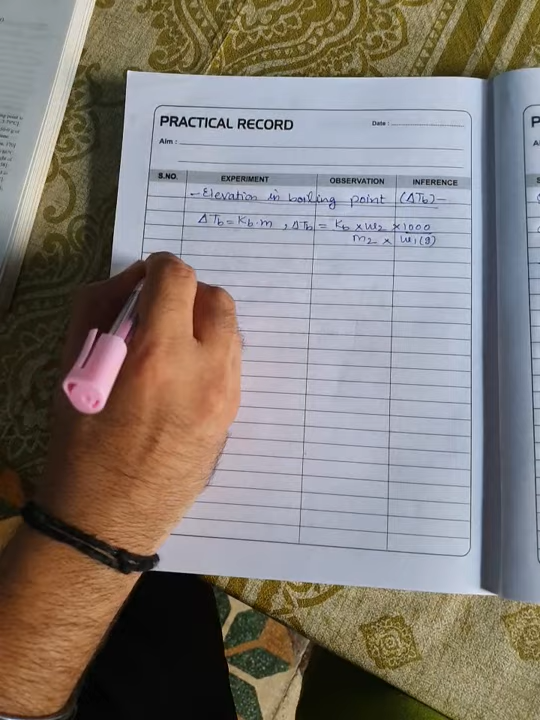 PRACTICAL RECORD
Date :
Aim :
S.NO. EXPERIMENT OBSERVATION INFERENCE
- Elevation in boiling point (ΔTb) -
ΔTb = Kb·m , ΔTb = Kb × w2 × 1000
m2 × w1(g)